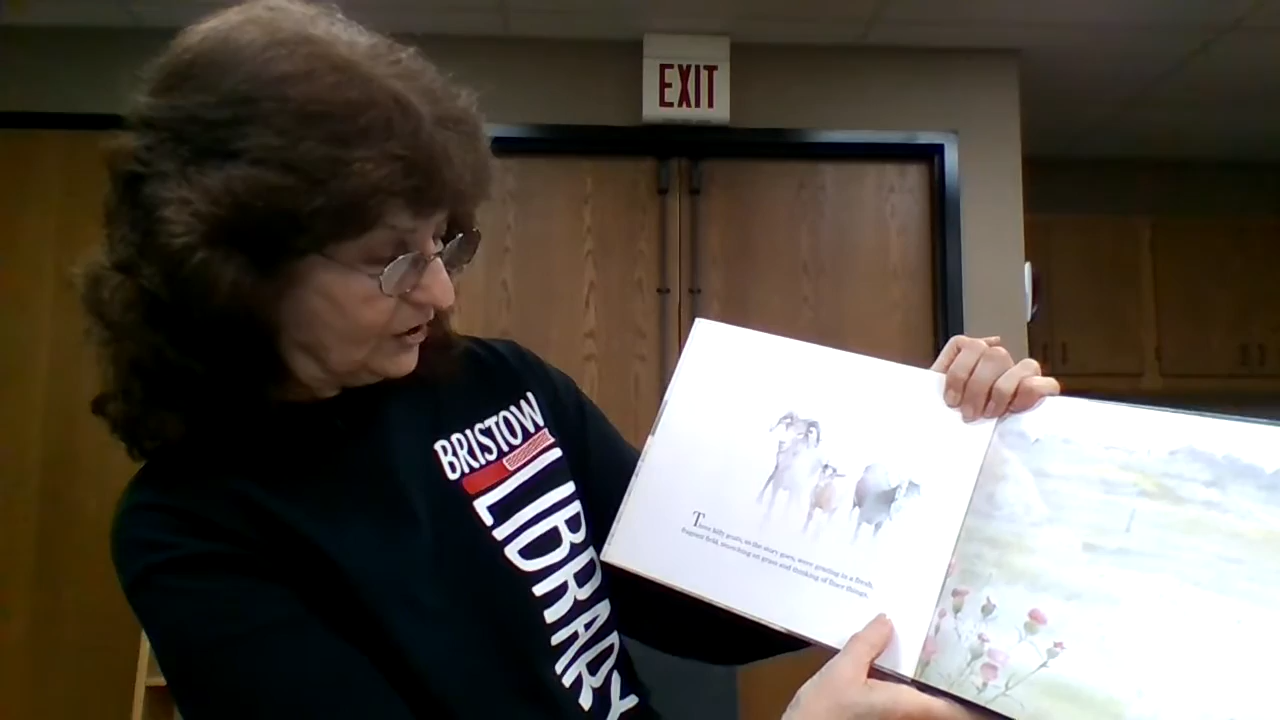 EXIT
BRISTOW
LIBRARY
Three billy goats, as the story goes, were grazing in a fresh,
fragrant field, munching on grass and thinking of finer things.